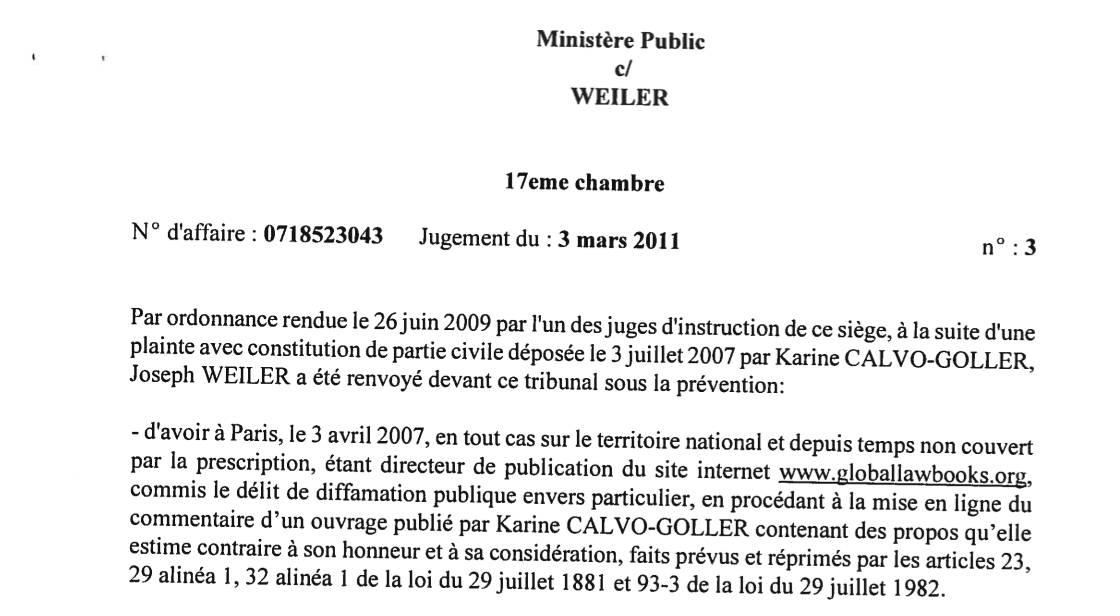 Ministère Public
c/
WEILER
17eme chambre
N° d'affaire : 0718523043 Jugement du : 3 mars 2011 n° : 3
Par ordonnance rendue le 26 juin 2009 par l'un des juges d'instruction de ce siège, à la suite d'une
plainte avec constitution de partie civile déposée le 3 juillet 2007 par Karine CALVO-GOLLER,
Joseph WEILER a été renvoyé devant ce tribunal sous la prévention:
- d'avoir à Paris, le 3 avril 2007, en tout cas sur le territoire national et depuis temps non couvert
par la prescription, étant directeur de publication du site internet www.globallawbooks.org,
commis le délit de diffamation publique envers particulier, en procédant à la mise en ligne du
commentaire d’un ouvrage publié par Karine CALVO-GOLLER contenant des propos qu’elle
estime contraire à son honneur et à sa considération, faits prévus et réprimés par les articles 23,
29 alinéa 1, 32 alinéa 1 de la loi du 29 juillet 1881 et 93-3 de la loi du 29 juillet 1982.